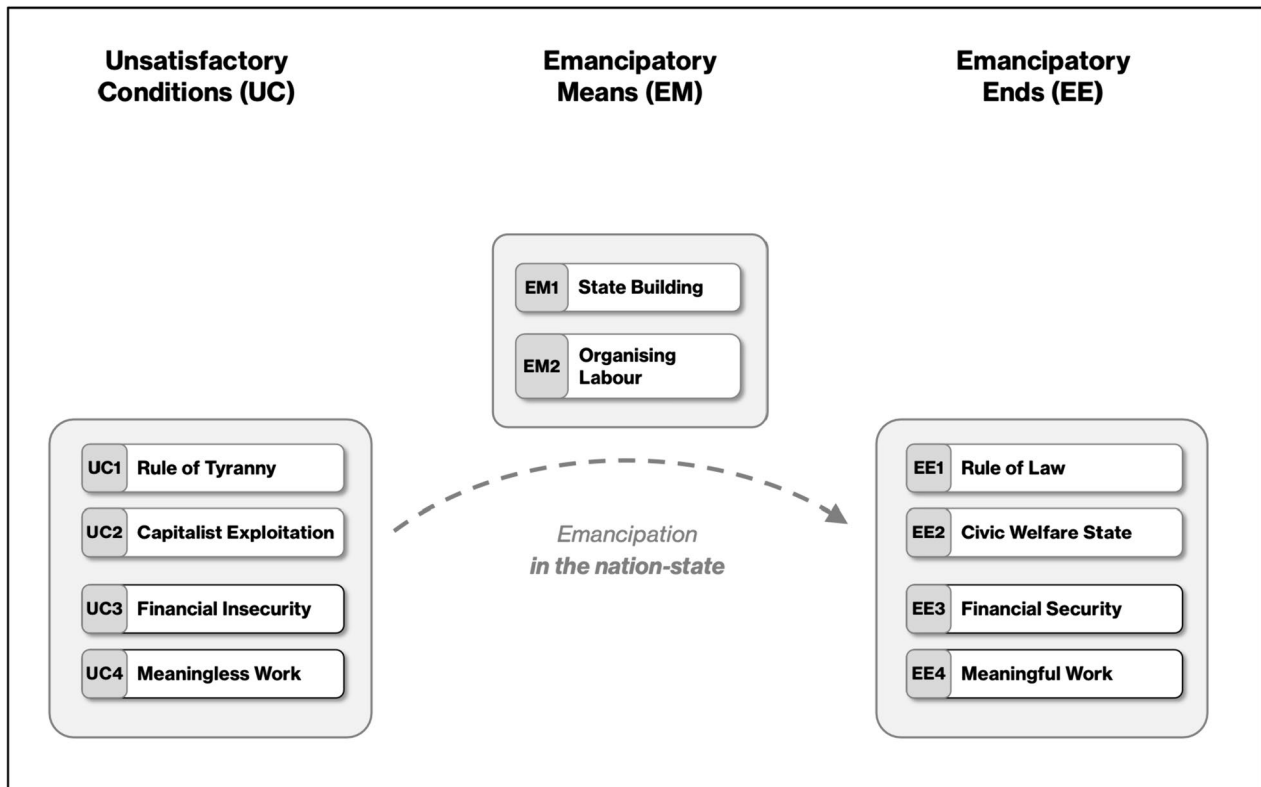 Unsatisfactory
Conditions (UC)
Emancipatory
Means (EM)
Emancipatory
Ends (EE)
EM1 State Building
EM2 Organising
Labour
UC1 Rule of Tyranny
UC2 Capitalist Exploitation
UC3 Financial Insecurity
UC4 Meaningless Work
Emancipation
in the nation-state
EE1 Rule of Law
EE2 Civic Welfare State
EE3 Financial Security
EE4 Meaningful Work